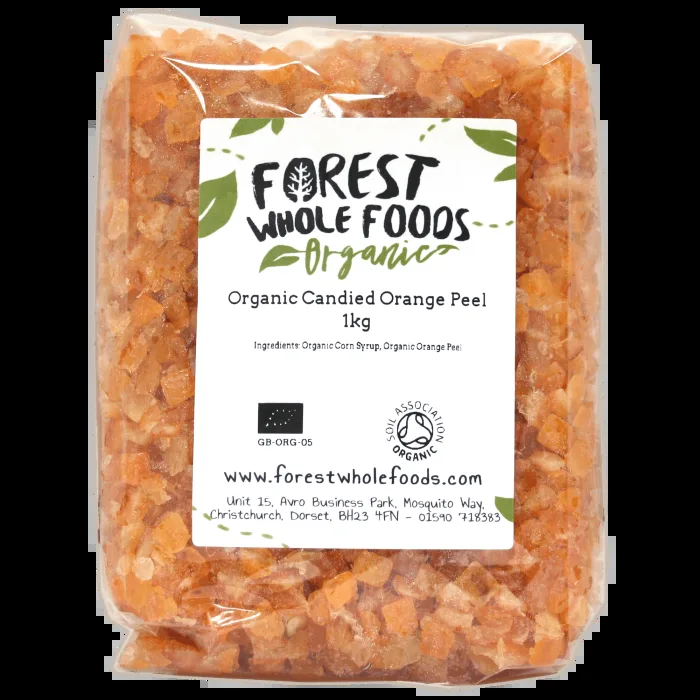 FOREST
WHOLE FOODS
Organic
Organic Candied Orange Peel
1kg
Ingredients: Organic Corn Syrup, Organic Orange Peel
GB-ORG-05
SOIL ASSOCIATION
ORGANIC
www.forestwholefoods.com
Unit 15, Avro Business Park, Mosquito Way,
Christchurch, Dorset, BH23 4FN - 01590 718383